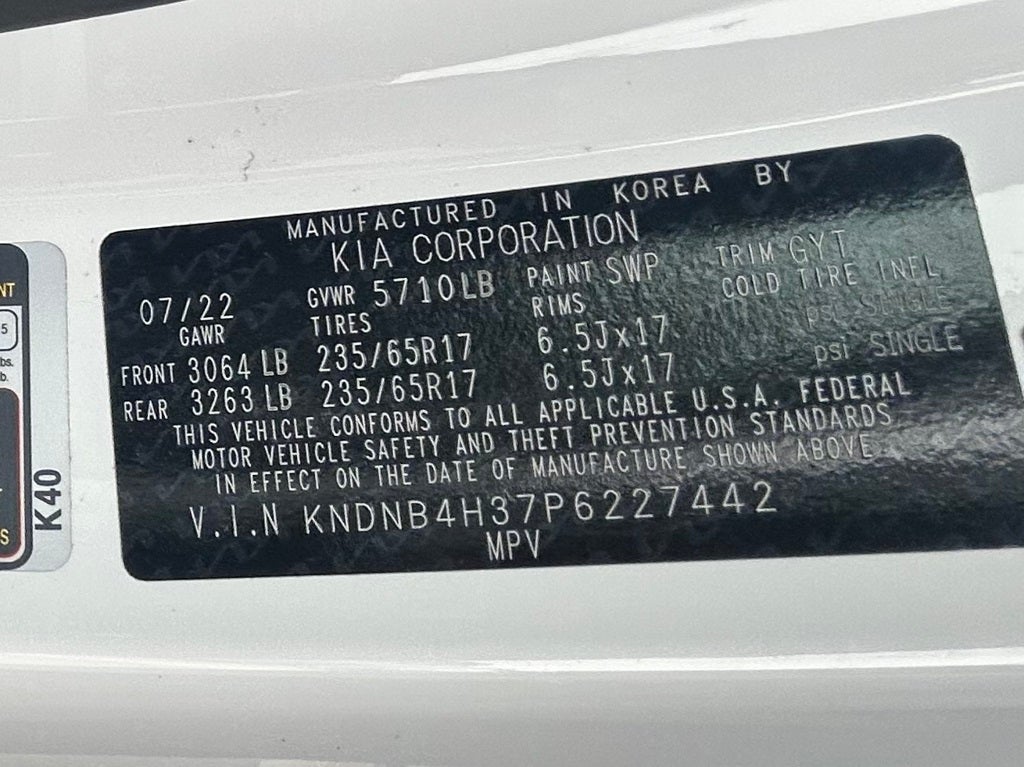 MANUFACTURED IN KOREA BY
KIA CORPORATION
07/22 GVWR 5710LB PAINT SWP TRIM GYT
GAWR TIRES RIMS COLD TIRE INFL
FRONT 3064 LB 235/65R17 6.5Jx17 psi SINGLE
REAR 3263 LB 235/65R17 6.5Jx17 psi SINGLE
THIS VEHICLE CONFORMS TO ALL APPLICABLE U.S.A. FEDERAL
MOTOR VEHICLE SAFETY AND THEFT PREVENTION STANDARDS
IN EFFECT ON THE DATE OF MANUFACTURE SHOWN ABOVE
V.I.N KNDNB4H37P6227442
MPV
K40
NT
5
bs.
b.
S